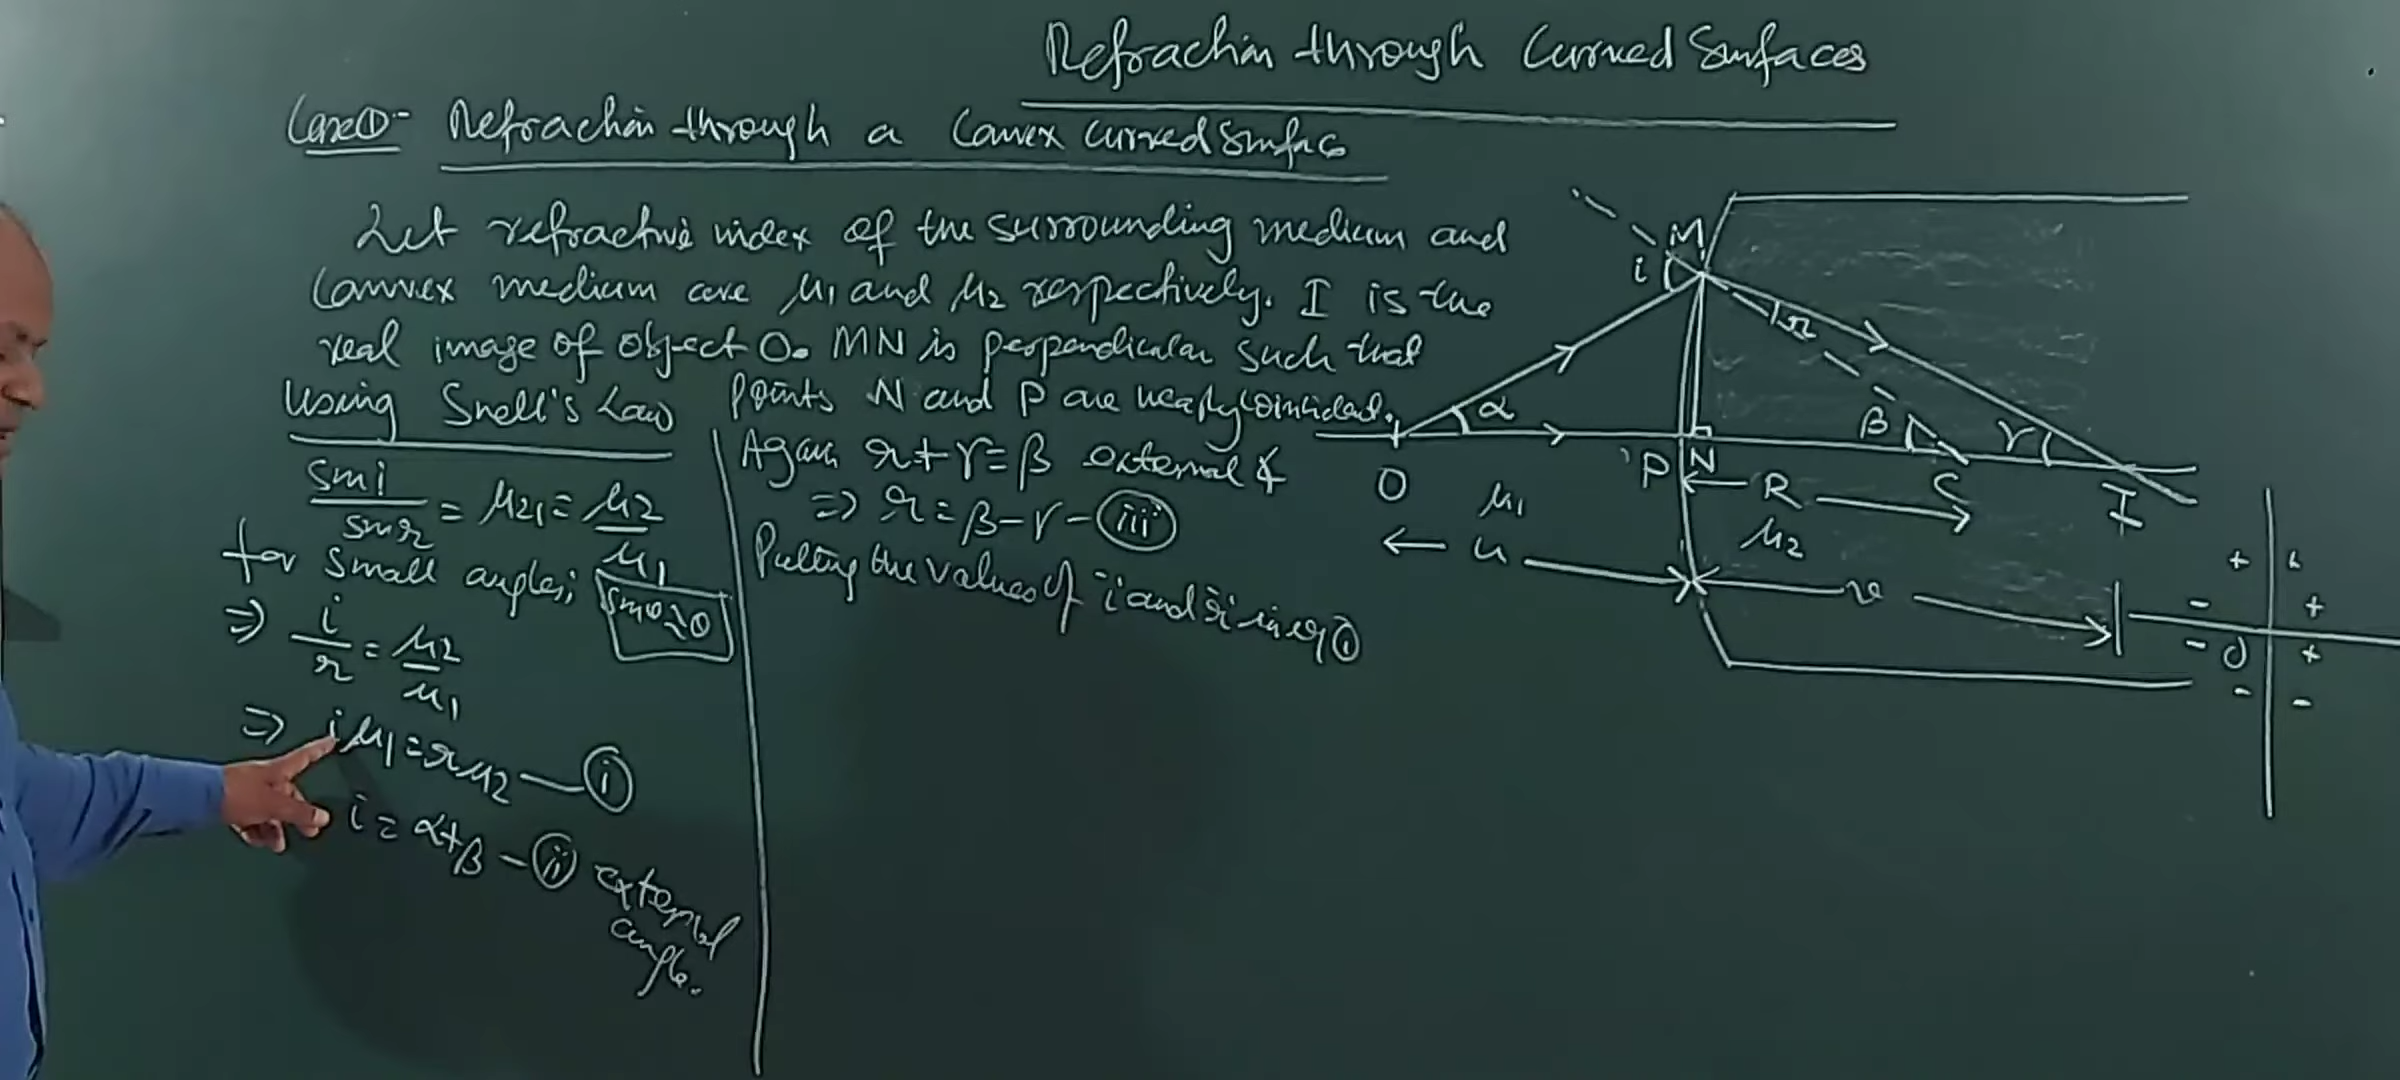 Refraction through Curved Surfaces
Case① :- Refraction through a Convex Curved Surface
Let refractive index of the surrounding medium and
Convex medium are μ1 and μ2 respectively. I is the
real image of object O. MN is perpendicular such that
points N and P are nearly coincident.
Using Snell's Law
sin i / sin r = μ21 = μ2 / μ1
for small angles; sin θ ≈ θ
⇒ i / r = μ2 / μ1
⇒ iμ1 = rμ2 — (i)
i = α+β — (ii) external
angle.
Again r+γ=β external ∠
⇒ r = β-γ — (iii)
Putting the values of 'i' and 'r' in eq (i)
M
i
r
α
β
γ
O
P
N
C
I
R
μ1
μ2
u
v
+ +
- +
- O +
- -